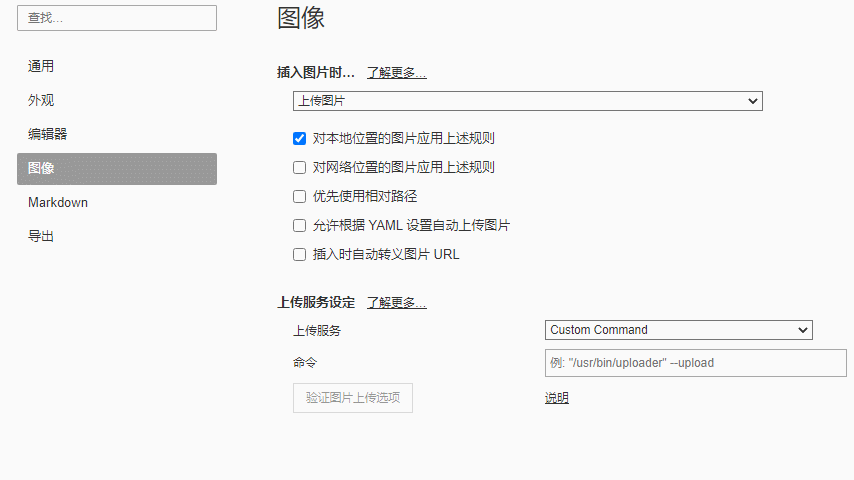 查找...
图像
通用
外观
编辑器
图像
Markdown
导出
插入图片时... 了解更多...
上传图片
对本地位置的图片应用上述规则
对网络位置的图片应用上述规则
优先使用相对路径
允许根据 YAML 设置自动上传图片
插入时自动转义图片 URL
上传服务设定 了解更多...
上传服务 Custom Command
命令 例: "/usr/bin/uploader" --upload
验证图片上传选项 说明